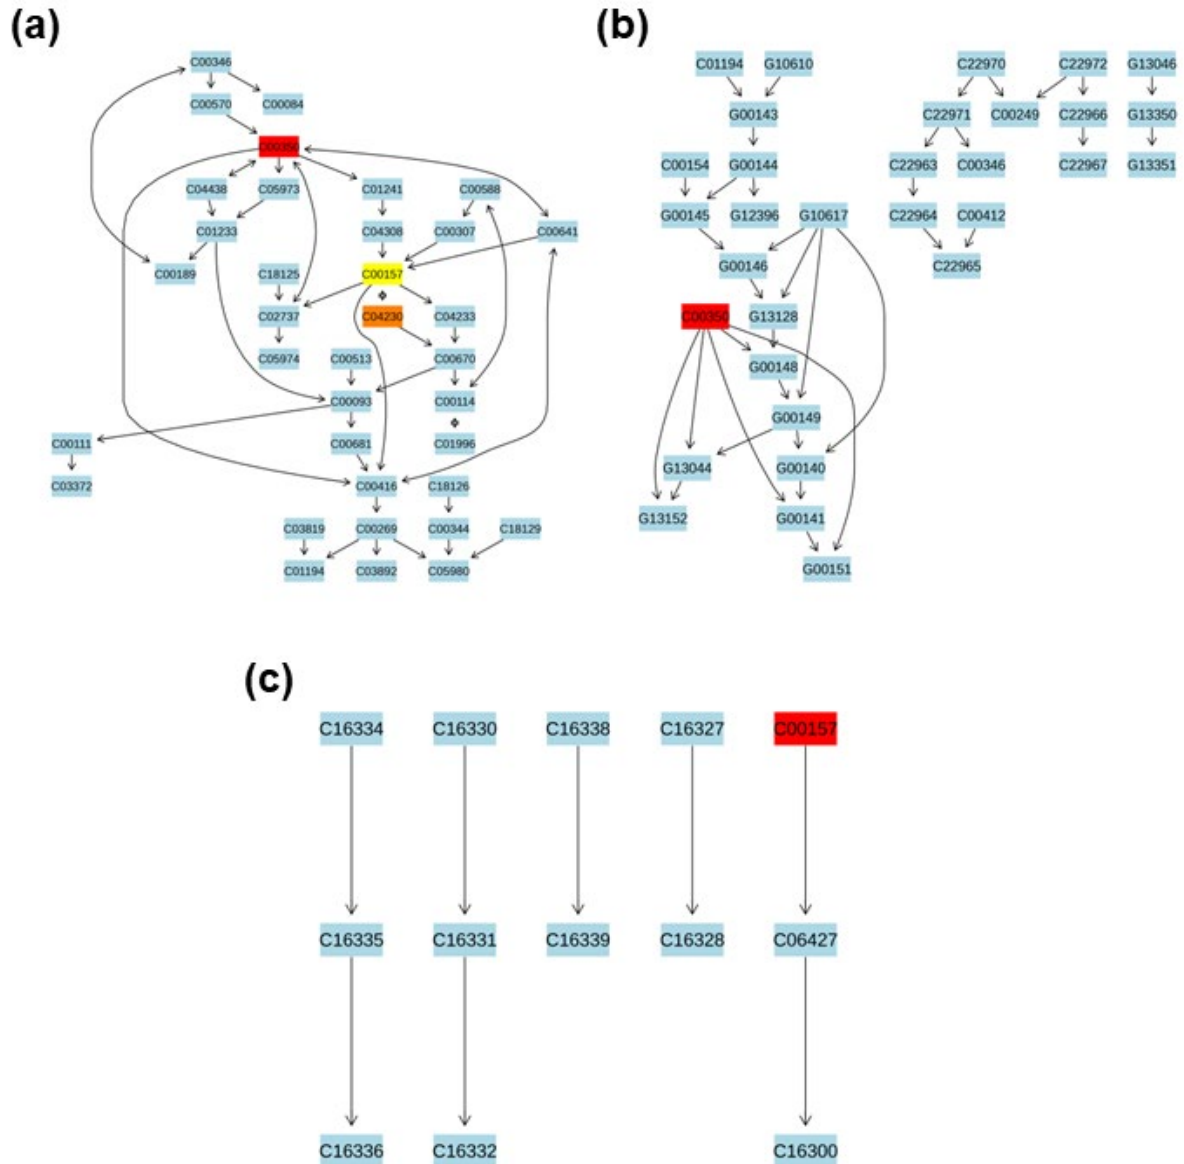 (a)
C00346
C00570 C00084
C00350
C04438 C05973 C01241 C00588
C01233 C04308 C00307 C00641
C00189 C18125 C00157
C02737 C04230 C04233
C05974 C00513 C00670
C00093 C00114
C00111 C00681 C01996
C03372 C00416 C18126
C03819 C00269 C00344 C18129
C01194 C03892 C05980
(b)
C01194 G10610 C22970 C22972 G13046
G00143 C22971 C00249 C22966 G13350
C00154 G00144 C22963 C00346 C22967 G13351
G00145 G12396 G10617 C22964 C00412
G00146 C22965
C00350 G13128
G00148
G00149
G13044 G00140
G13152 G00141
G00151
(c)
C16334 C16330 C16338 C16327 C00157
C16335 C16331 C16339 C16328 C06427
C16336 C16332 C16300